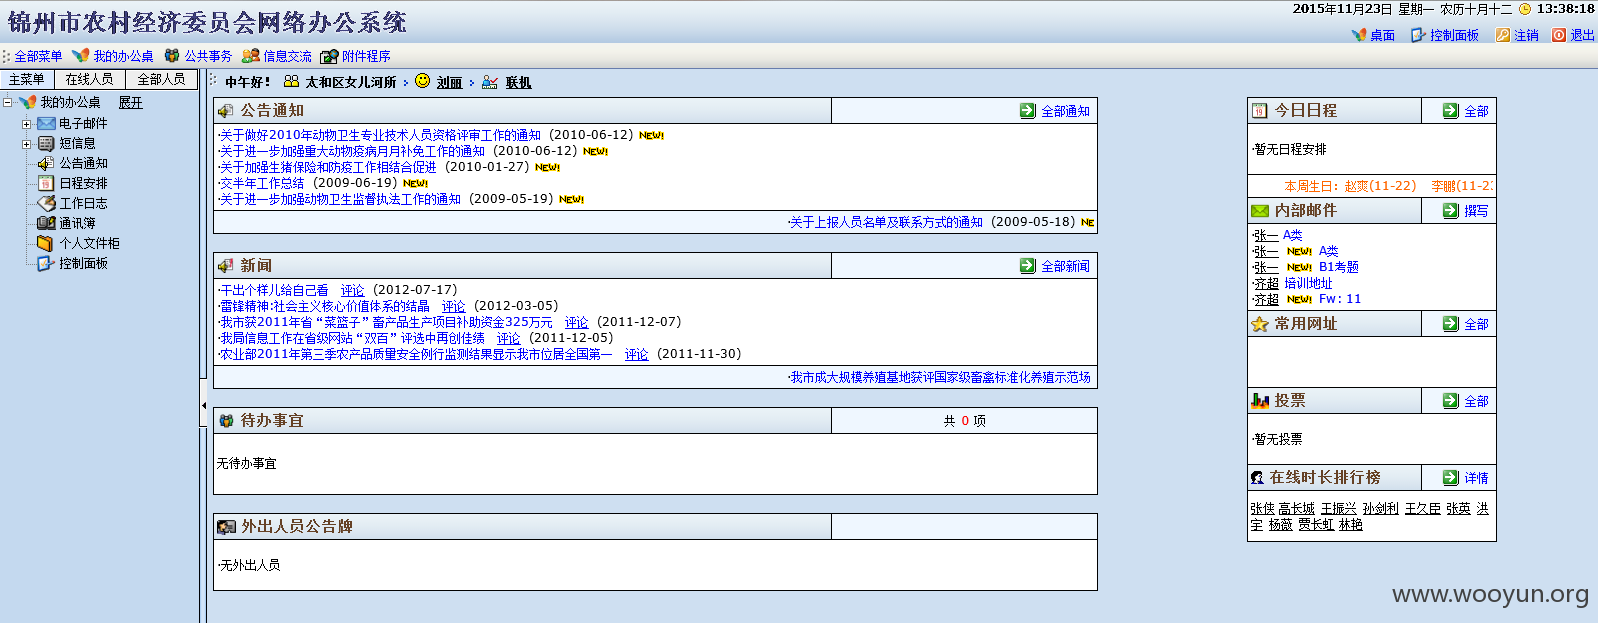 锦州市农村经济委员会网络办公系统
2015年11月23日 星期一 农历十月十二 13:38:18
桌面 控制面板 注销 退出
全部菜单 我的办公桌 公共事务 信息交流 附件程序
主菜单 在线人员 全部人员
中午好! 太和区女儿河所 刘丽 联机
我的办公桌 展开
电子邮件
短信息
公告通知
日程安排
工作日志
通讯簿
个人文件柜
控制面板
公告通知 全部通知
·关于做好2010年动物卫生专业技术人员资格评审工作的通知 (2010-06-12) NEW!
·关于进一步加强重大动物疫病月月补免工作的通知 (2010-06-12) NEW!
·关于加强生猪保险和防疫工作相结合促进 (2010-01-27) NEW!
·交半年工作总结 (2009-06-19) NEW!
·关于进一步加强动物卫生监督执法工作的通知 (2009-05-19) NEW!
·关于上报人员名单及联系方式的通知 (2009-05-18) NE
新闻 全部新闻
·干出个样儿给自己看 评论 (2012-07-17)
·雷锋精神:社会主义核心价值体系的结晶 评论 (2012-03-05)
·我市获2011年省“菜篮子”畜产品生产项目补助资金325万元 评论 (2011-12-07)
·我局信息工作在省级网站“双百”评选中再创佳绩 评论 (2011-12-05)
·农业部2011年第三季农产品质量安全例行监测结果显示我市位居全国第一 评论 (2011-11-30)
·我市成大规模养殖基地获评国家级畜禽标准化养殖示范场
待办事宜 共 0 项
无待办事宜
外出人员公告牌
·无外出人员
今日日程 全部
·暂无日程安排
本周生日: 赵爽(11-22) 李鹏(11-2
内部邮件 撰写
·张一 A类
·张一 NEW! A类
·张一 NEW! B1考题
·齐超 培训地址
·齐超 NEW! Fw: 11
常用网址 全部
投票 全部
·暂无投票
在线时长排行榜 详情
张侠 高长城 王振兴 孙剑利 王久臣 张英 洪
宇 杨薇 贾长虹 林艳
www.wooyun.org